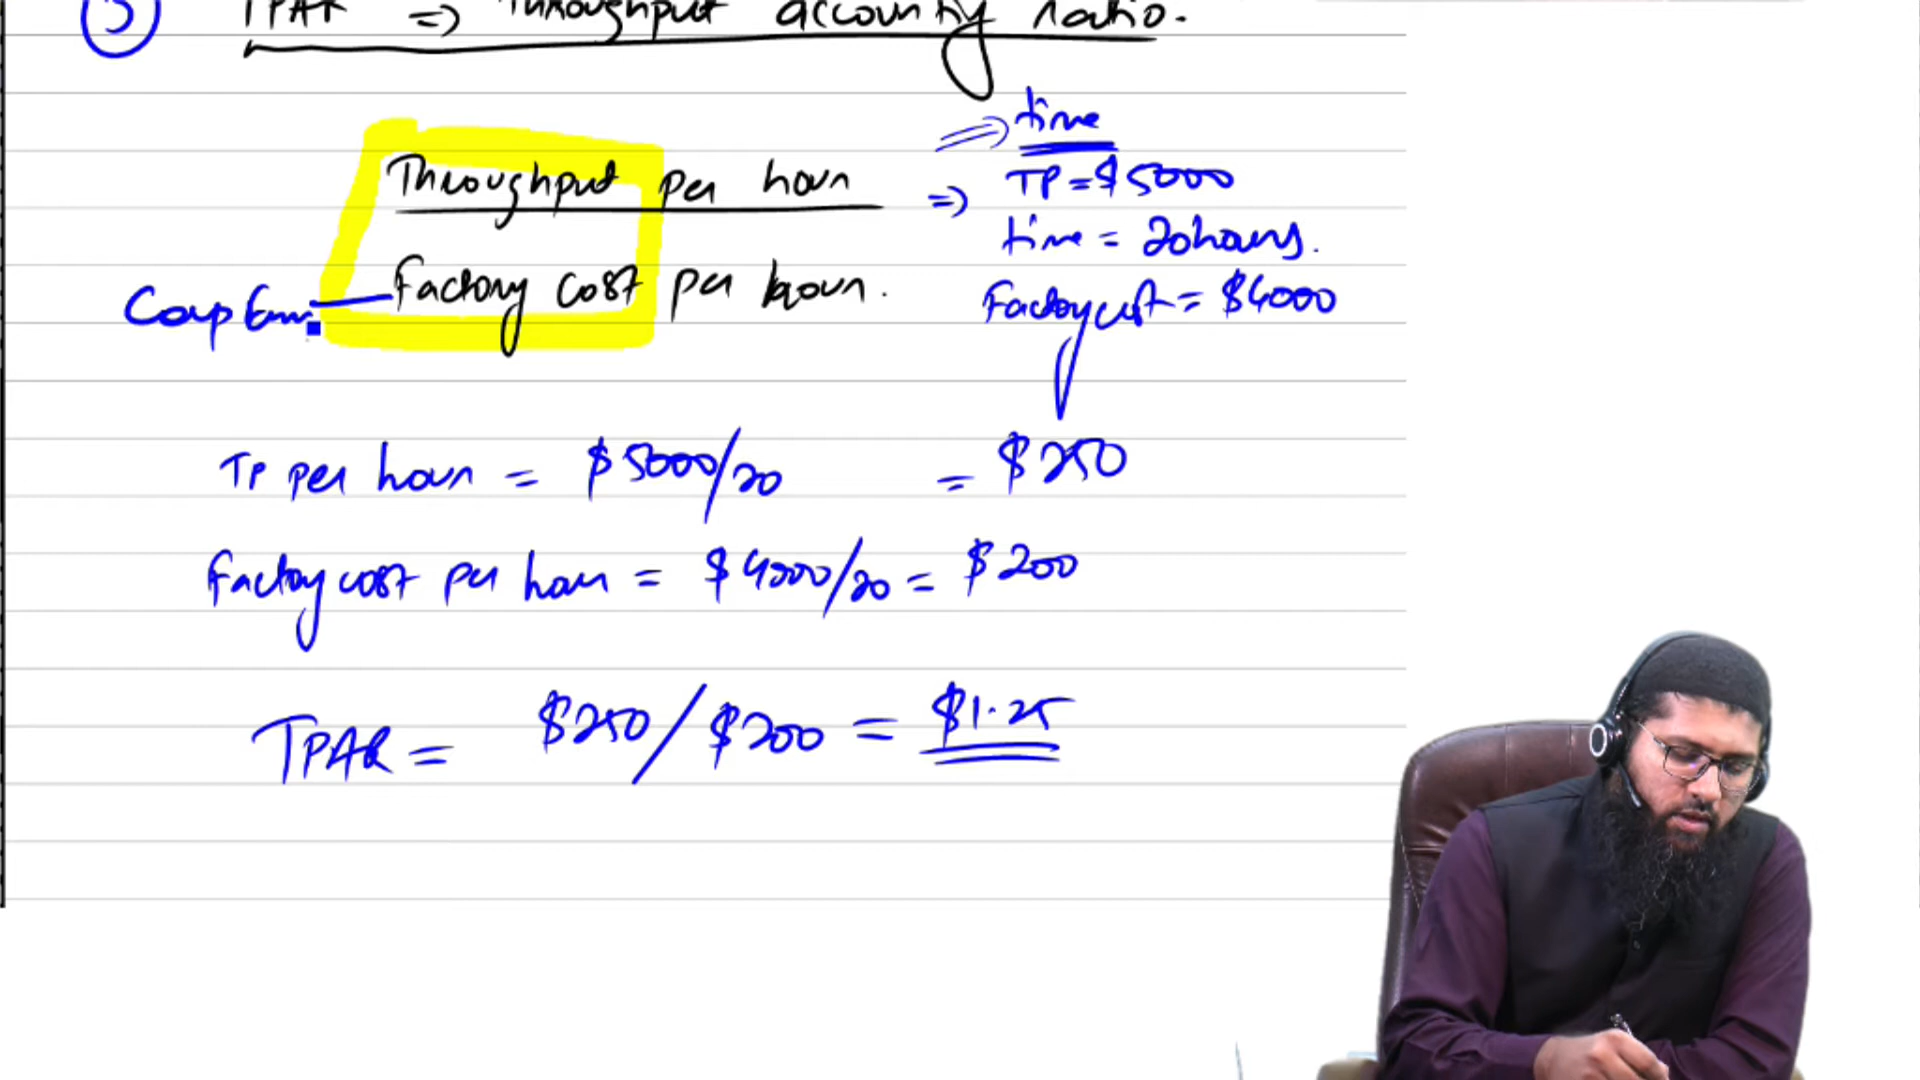 3 TPAR => Throughput accounting ratio.
=> time
Throughput per hour => TP = $5000
time = 20 hours.
Factory cost per hour. Factory cost = $4000
TP per hour = $5000/20 = $250
Factory cost per hour = $4000/20 = $200
TPAR = $250/$200 = $1.25